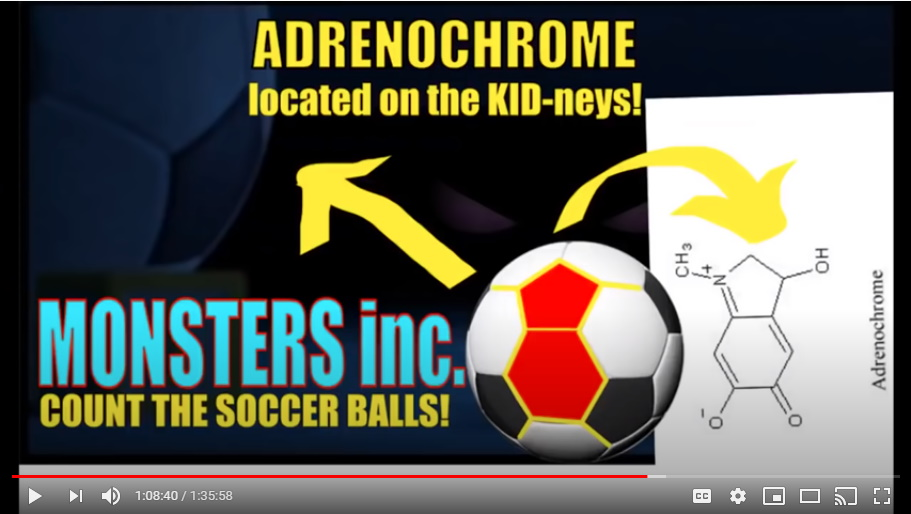 ADRENOCHROME
located on the KID-neys!
MONSTERS inc.
COUNT THE SOCCER BALLS!
CH3
N+
OH
O-
O
Adrenochrome
1:08:40 / 1:35:58
CC